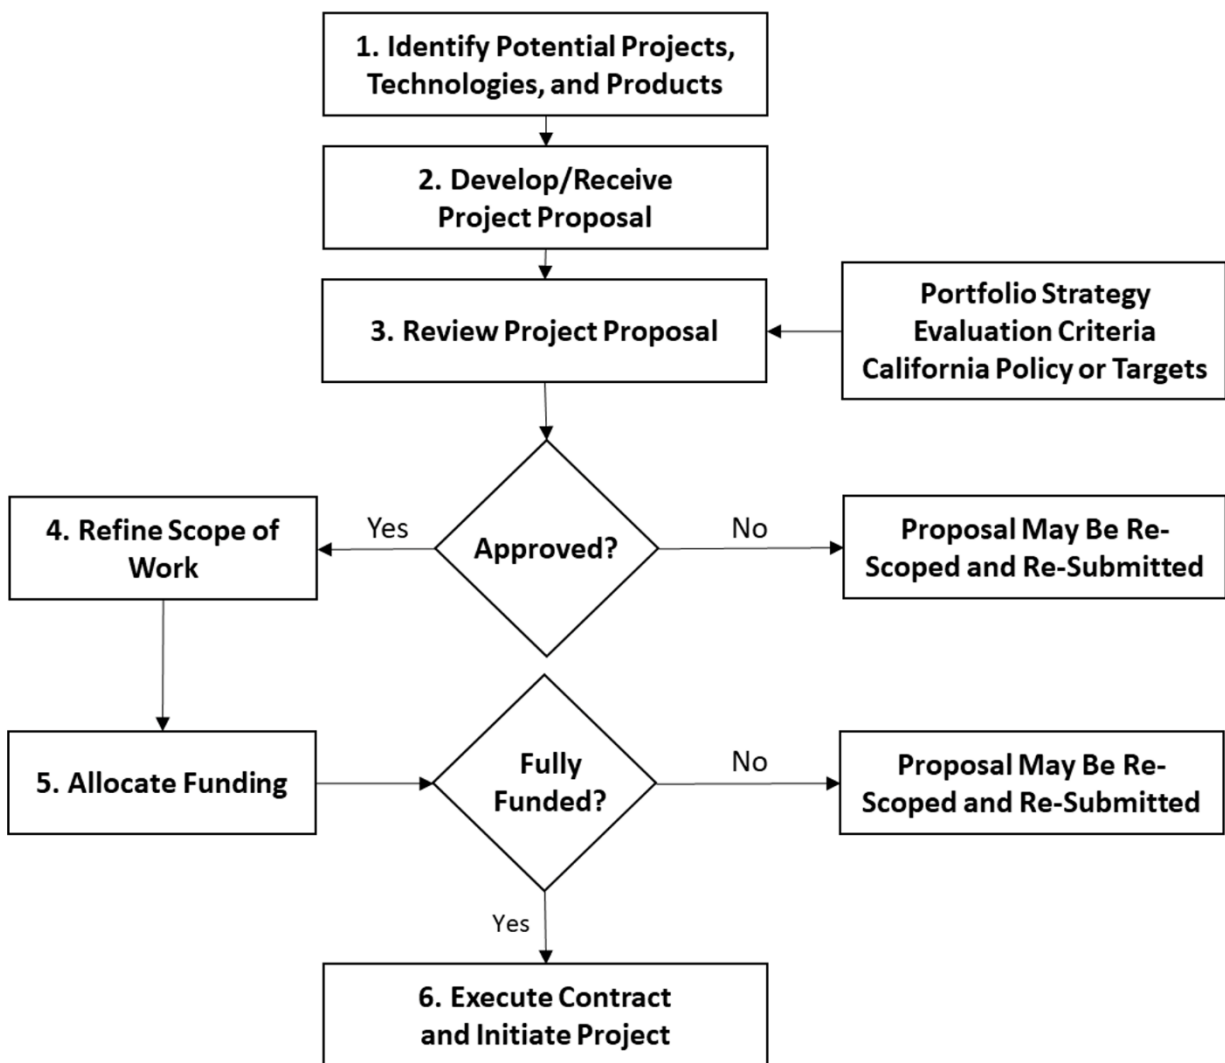 1. Identify Potential Projects,
Technologies, and Products
2. Develop/Receive
Project Proposal
3. Review Project Proposal
Portfolio Strategy
Evaluation Criteria
California Policy or Targets
4. Refine Scope of
Work
Yes
Approved?
No
Proposal May Be Re-
Scoped and Re-Submitted
5. Allocate Funding
Fully
Funded?
No
Proposal May Be Re-
Scoped and Re-Submitted
Yes
6. Execute Contract
and Initiate Project